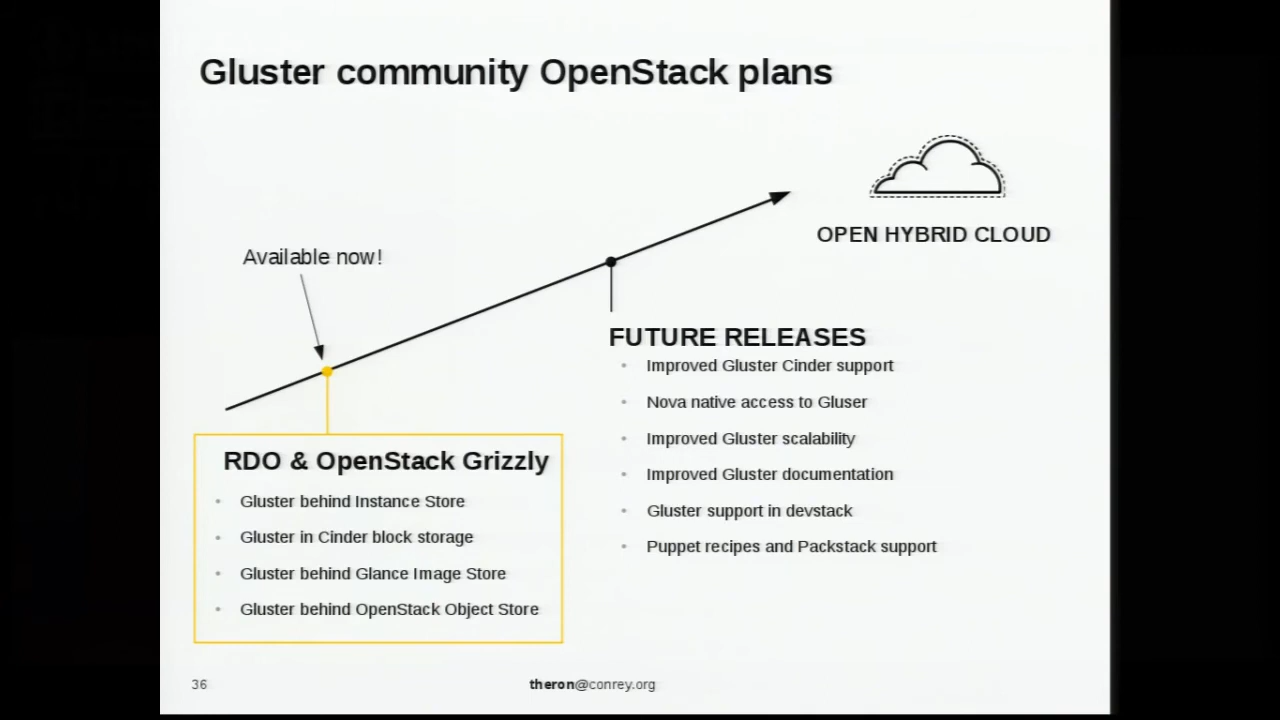 Gluster community OpenStack plans
OPEN HYBRID CLOUD
Available now!
FUTURE RELEASES
• Improved Gluster Cinder support
• Nova native access to Gluser
• Improved Gluster scalability
• Improved Gluster documentation
• Gluster support in devstack
• Puppet recipes and Packstack support
RDO & OpenStack Grizzly
• Gluster behind Instance Store
• Gluster in Cinder block storage
• Gluster behind Glance Image Store
• Gluster behind OpenStack Object Store
36
theron@conrey.org